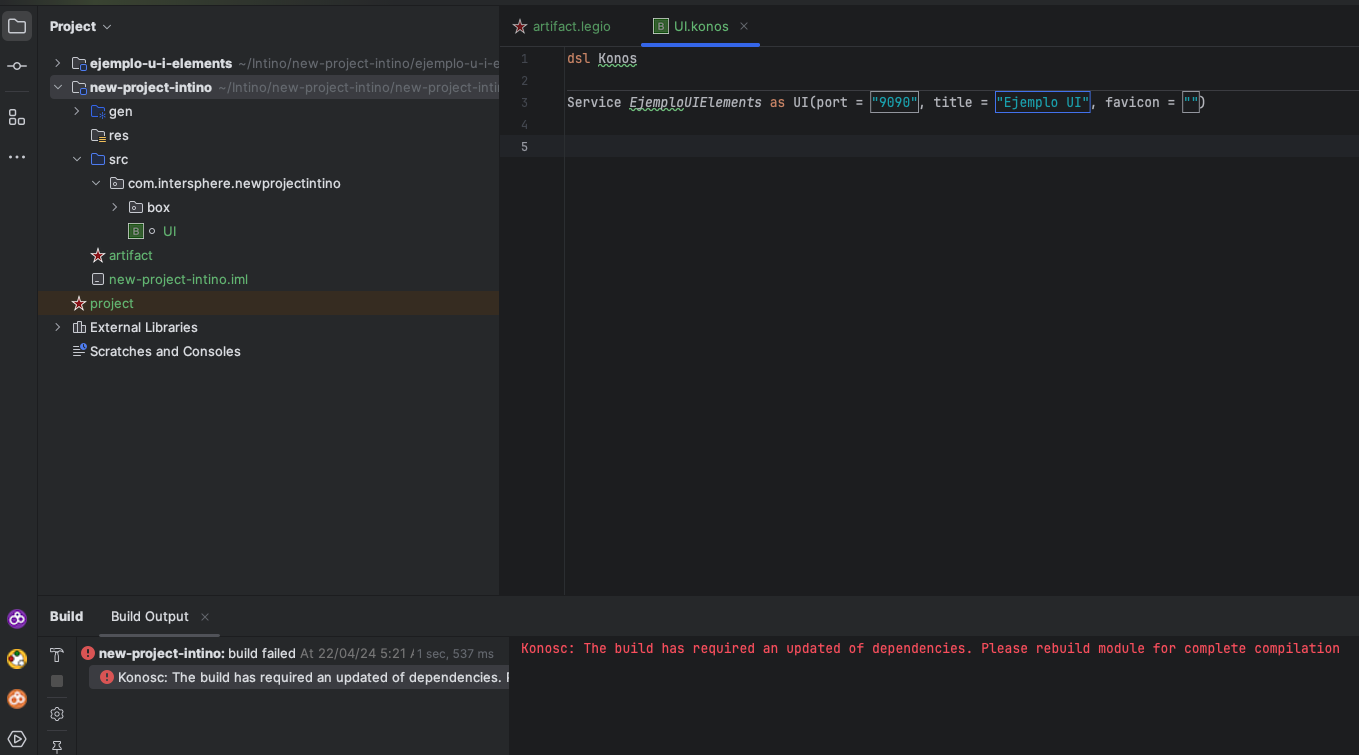 Project
ejemplo-u-i-elements ~/Intino/new-project-intino/ejemplo-u-i-e
new-project-intino ~/Intino/new-project-intino/new-project-inti
gen
res
src
com.intersphere.newprojectintino
box
B UI
artifact
new-project-intino.iml
project
External Libraries
Scratches and Consoles
artifact.legio
B UI.konos
1 dsl Konos
2
3 Service EjemploUIElements as UI(port = "9090", title = "Ejemplo UI", favicon = "")
4
5
Build
Build Output
new-project-intino: build failed At 22/04/24 5:21 / 1 sec, 537 ms
Konosc: The build has required an updated of dependencies.
Konosc: The build has required an updated of dependencies. Please rebuild module for complete compilation